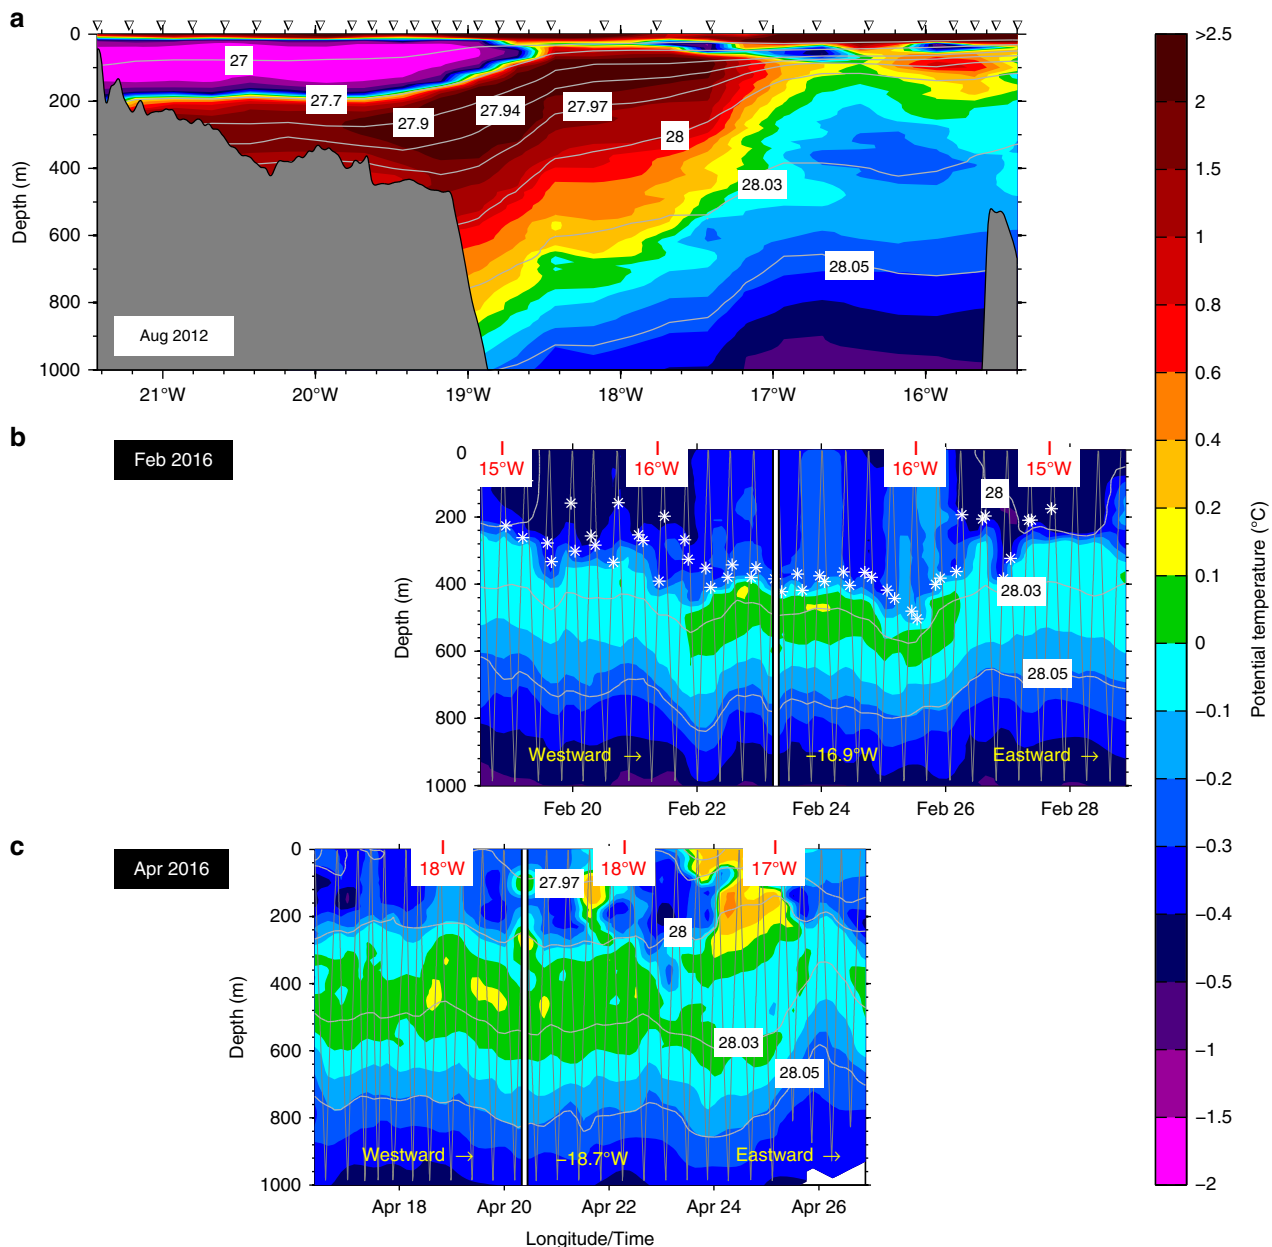 a
0
200
400
600
800
1000
Depth (m)
27
27.7
27.9
27.94
27.97
28
28.03
28.05
Aug 2012
21°W
20°W
19°W
18°W
17°W
16°W
b
Feb 2016
0
200
400
600
800
1000
Depth (m)
15°W
16°W
16°W
15°W
28
28.03
28.05
Westward →
−16.9°W
Eastward →
Feb 20
Feb 22
Feb 24
Feb 26
Feb 28
c
Apr 2016
0
200
400
600
800
1000
Depth (m)
18°W
18°W
17°W
27.97
28
28.03
28.05
Westward →
−18.7°W
Eastward →
Apr 18
Apr 20
Apr 22
Apr 24
Apr 26
Longitude/Time
>2.5
2
1.5
1
0.8
0.6
0.4
0.2
0.1
0
−0.1
−0.2
−0.3
−0.4
−0.5
−1
−1.5
−2
Potential temperature (°C)